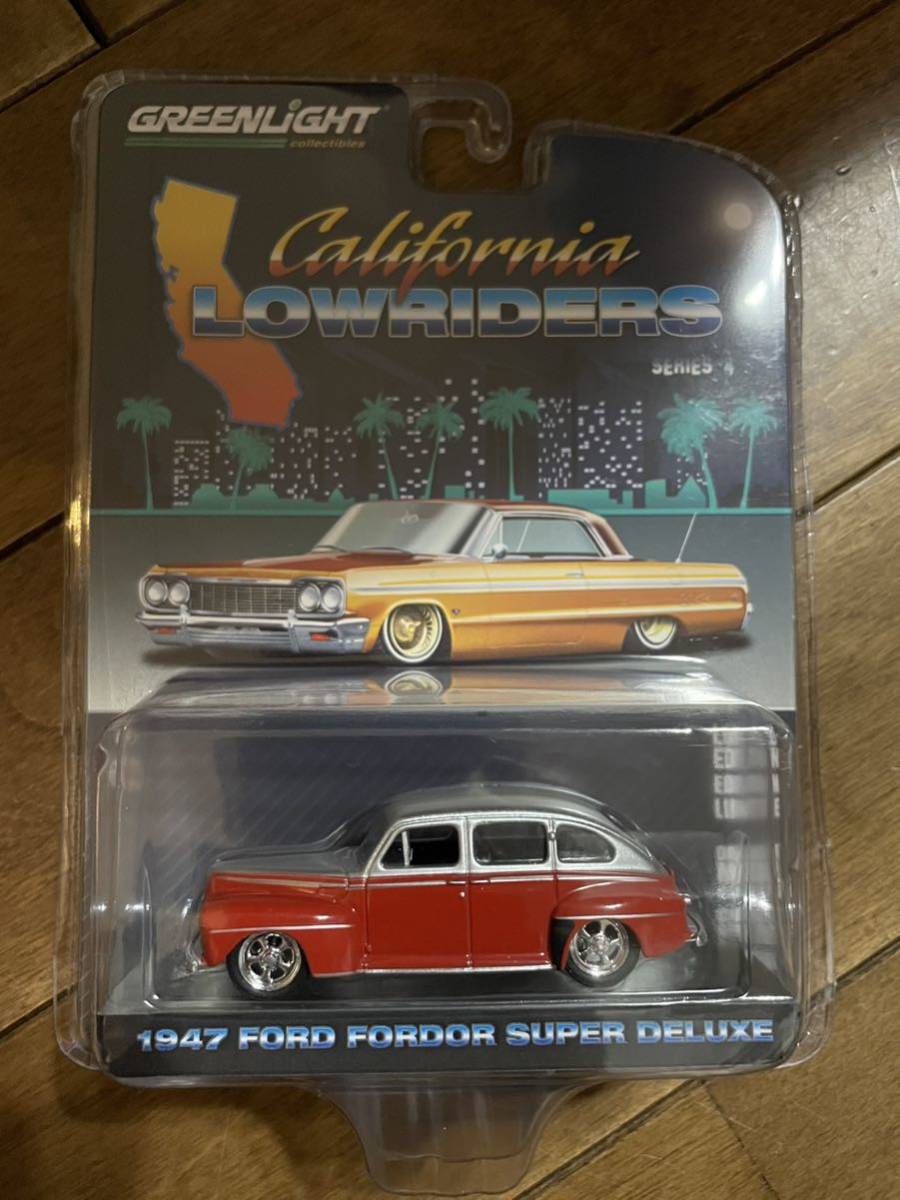 GREENLiGHT
collectibles
California
LOWRIDERS
SERIES 4
1947 FORD FORDOR SUPER DELUXE